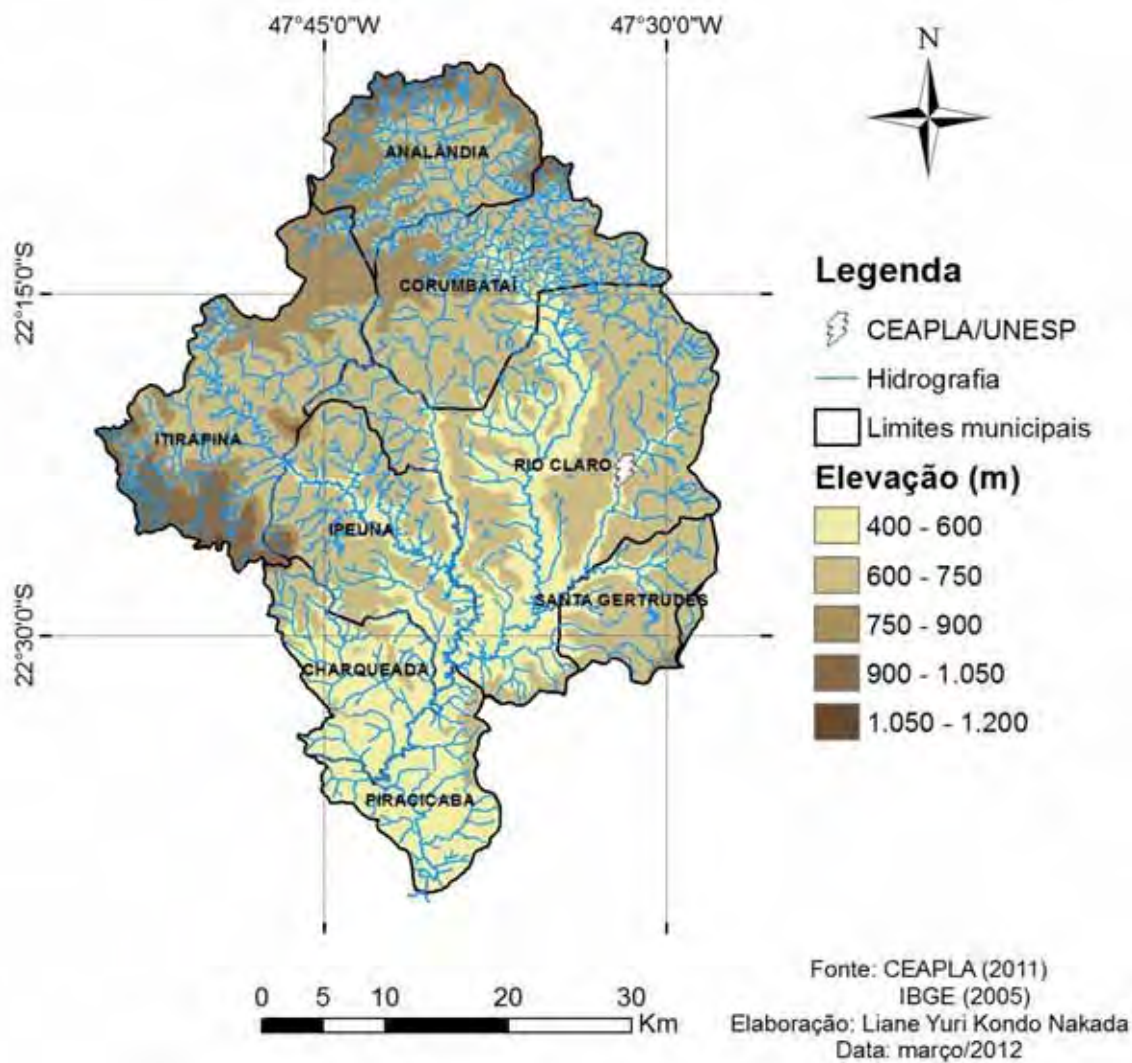 47°45'0"W
47°30'0"W
N
ANALÂNDIA
22°15'0"S
CORUMBATAÍ
Legenda
CEAPLA/UNESP
Hidrografia
Limites municipais
ITIRAPINA
RIO CLARO
Elevação (m)
400 - 600
IPEÚNA
600 - 750
SANTA GERTRUDES
750 - 900
22°30'0"S
CHARQUEADA
900 - 1.050
1.050 - 1.200
PIRACICABA
0 5 10 20 30
Km
Fonte: CEAPLA (2011)
IBGE (2005)
Elaboração: Liane Yuri Kondo Nakada
Data: março/2012